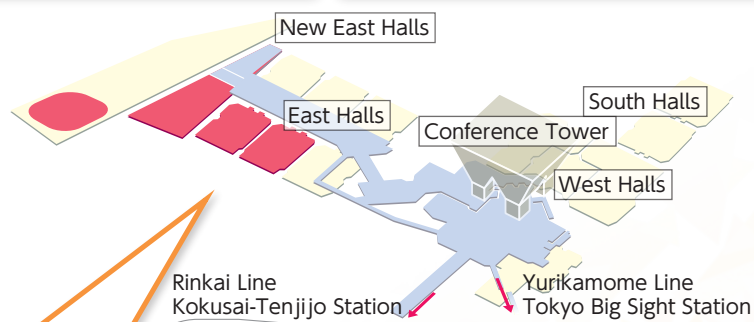 New East Halls
East Halls
South Halls
Conference Tower
West Halls
Rinkai Line
Kokusai-Tenjijo Station
Yurikamome Line
Tokyo Big Sight Station